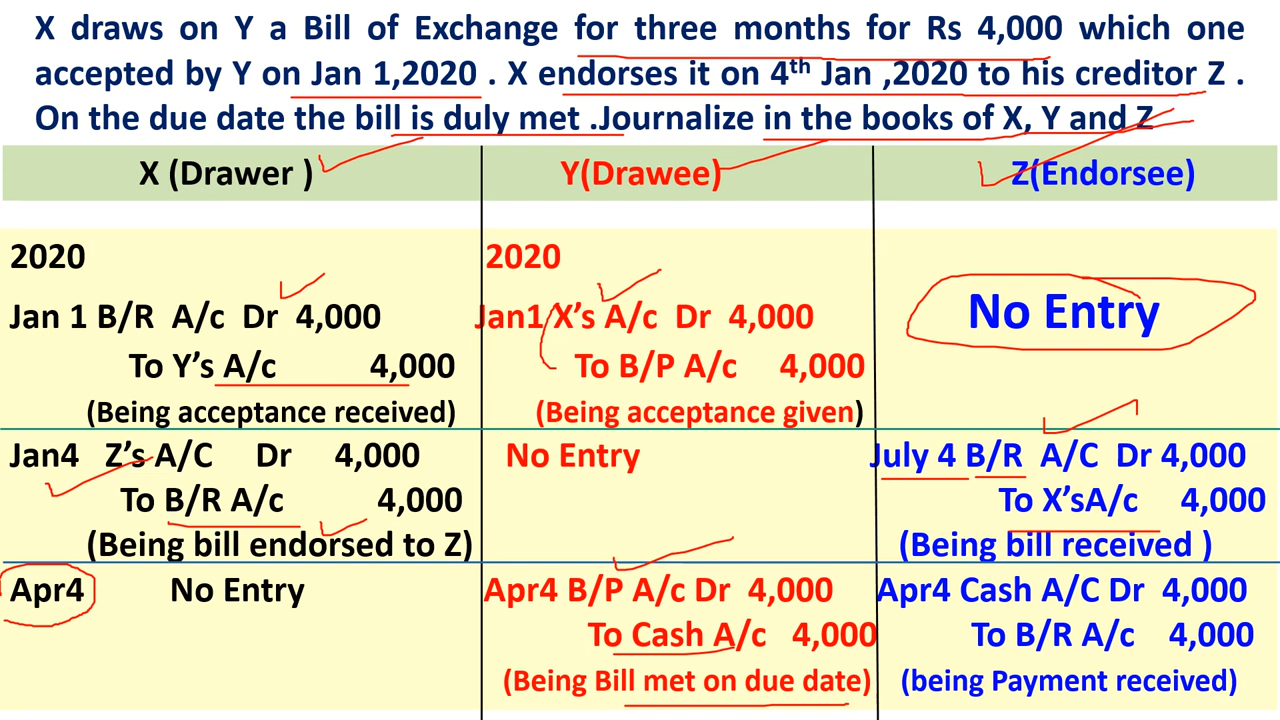 X draws on Y a Bill of Exchange for three months for Rs 4,000 which one
accepted by Y on Jan 1,2020 . X endorses it on 4th Jan ,2020 to his creditor Z .
On the due date the bill is duly met .Journalize in the books of X, Y and Z
X (Drawer )
Y(Drawee)
Z(Endorsee)
2020
Jan 1 B/R A/c Dr 4,000
To Y's A/c 4,000
(Being acceptance received)
2020
Jan1 X's A/c Dr 4,000
To B/P A/c 4,000
(Being acceptance given)
No Entry
Jan4 Z's A/C Dr 4,000
To B/R A/c 4,000
(Being bill endorsed to Z)
No Entry
July 4 B/R A/C Dr 4,000
To X'sA/c 4,000
(Being bill received )
Apr4 No Entry
Apr4 B/P A/c Dr 4,000
To Cash A/c 4,000
(Being Bill met on due date)
Apr4 Cash A/C Dr 4,000
To B/R A/c 4,000
(being Payment received)